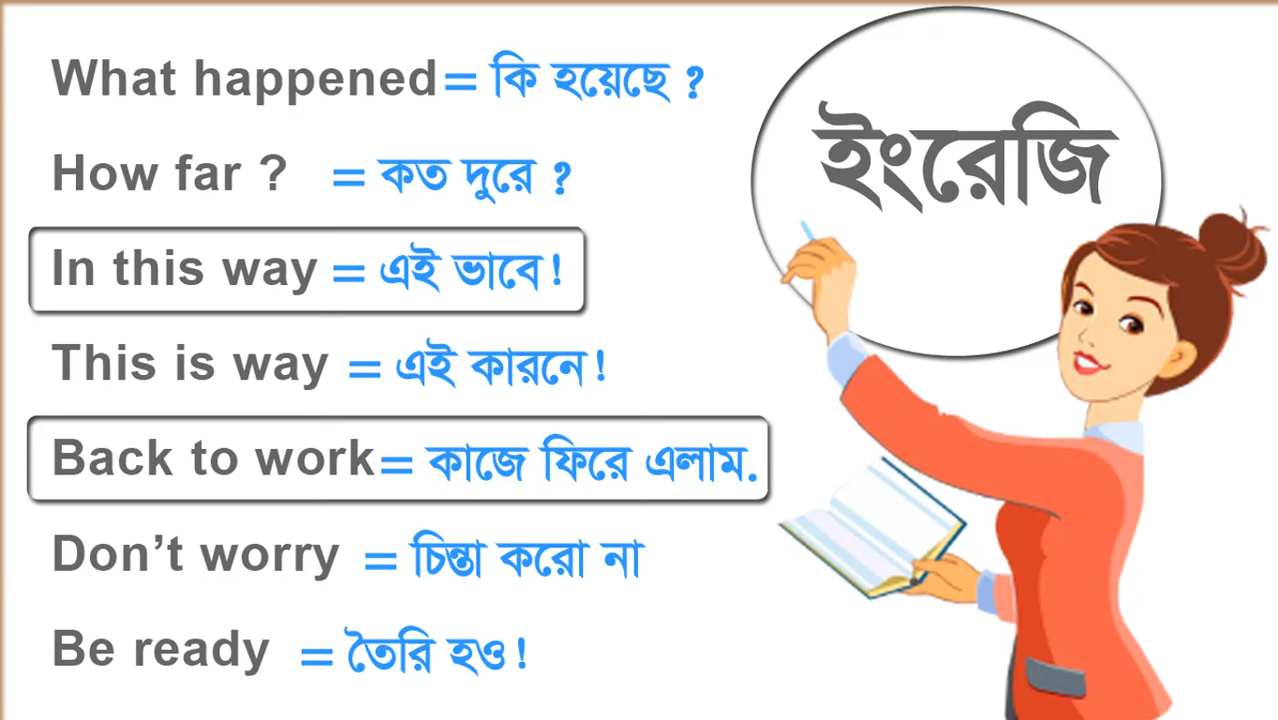 What happened = কি হয়েছে ?
How far ? = কত দুরে ?
In this way = এই ভাবে !
This is way = এই কারনে !
Back to work = কাজে ফিরে এলাম.
Don’t worry = চিন্তা করো না
Be ready = তৈরি হও !
ইংরেজি